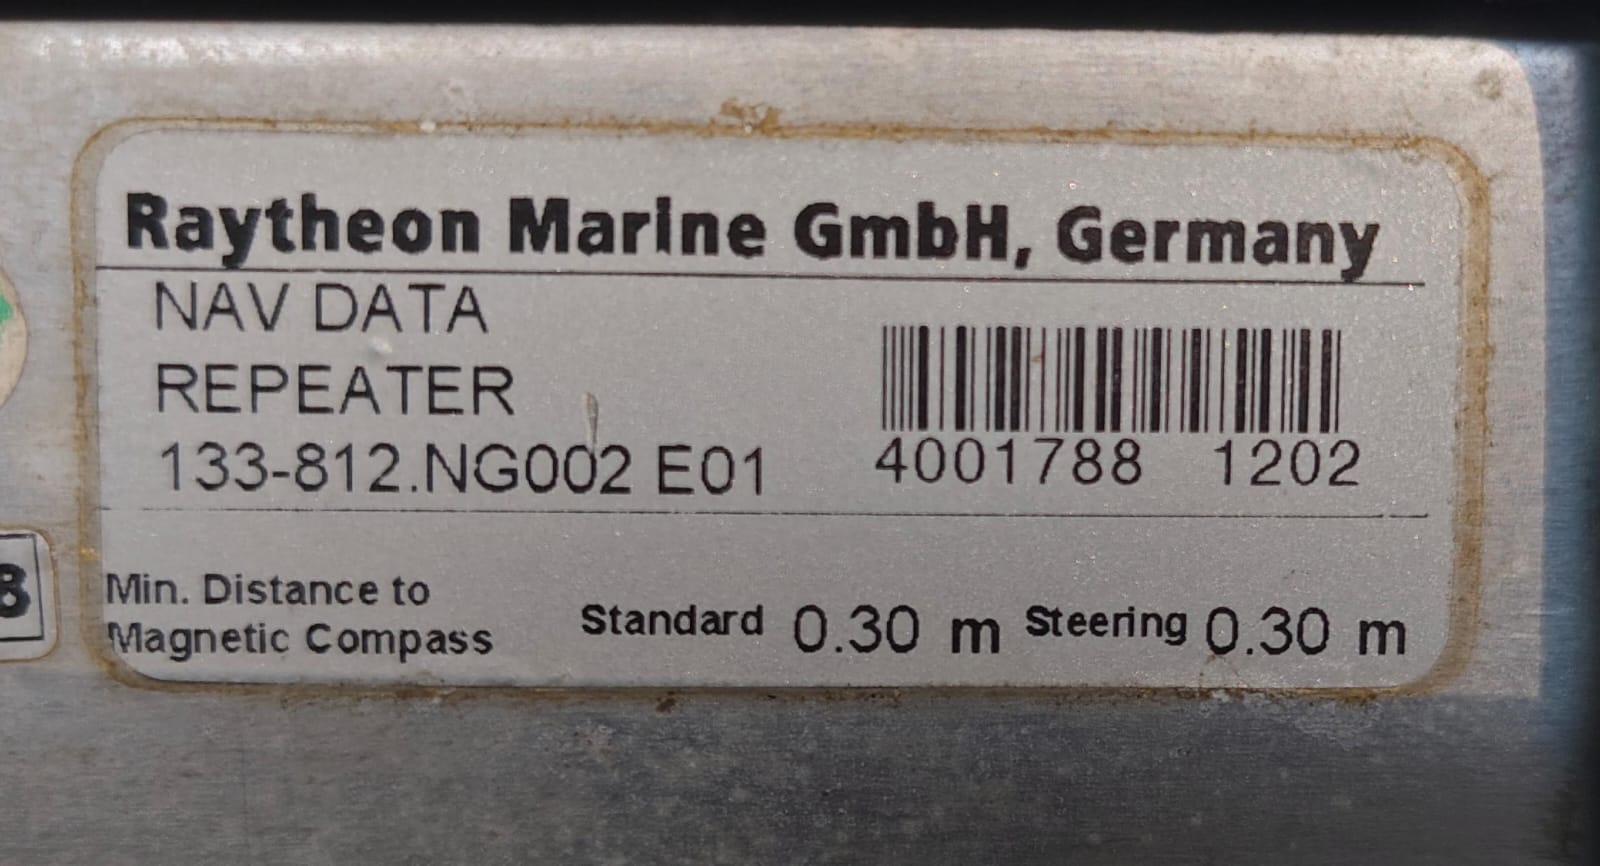 Raytheon Marine GmbH, Germany
NAV DATA
REPEATER
133-812.NG002 E01
4001788 1202
Min. Distance to
Magnetic Compass
Standard 0.30 m Steering 0.30 m